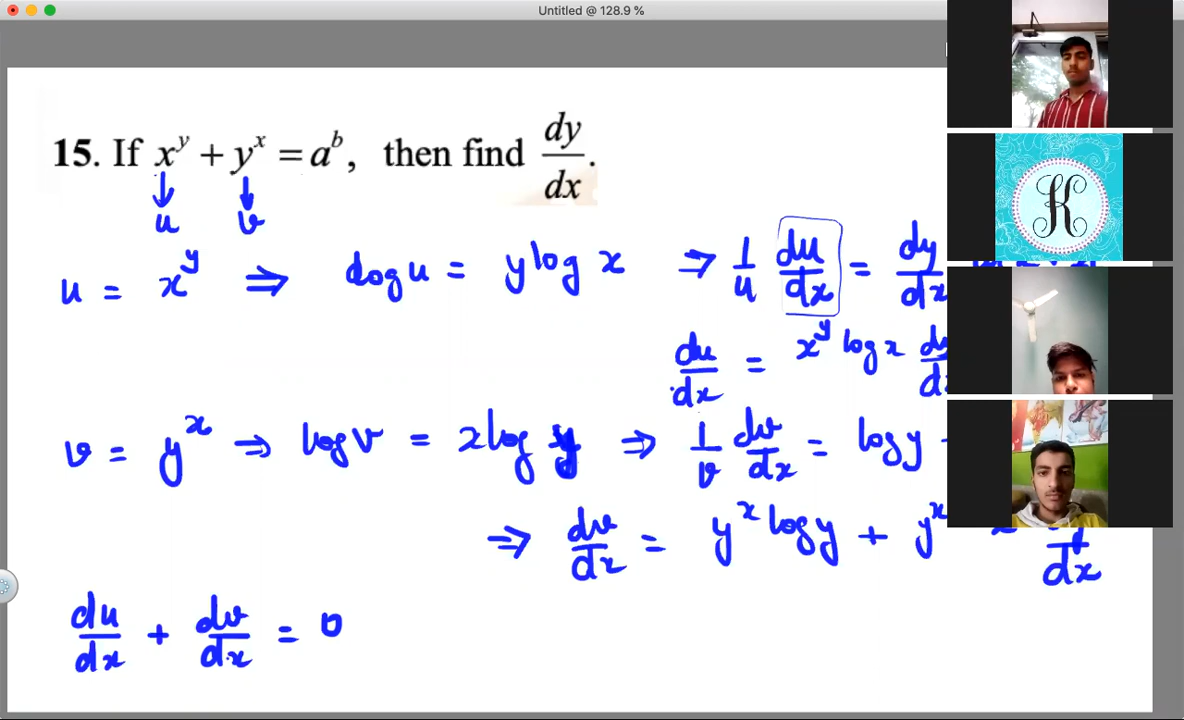 Untitled @ 128.9 %
15. If x^y + y^x = a^b, then find dy/dx.
↓ ↓
u v
u = x^y ⇒ log u = y log x ⇒ 1/u du/dx = dy/dx
du/dx = x^y log x
v = y^x ⇒ log v = x log y ⇒ 1/v dv/dx = log y
⇒ dv/dx = y^x log y + y^x
du/dx + dv/dx = 0
K